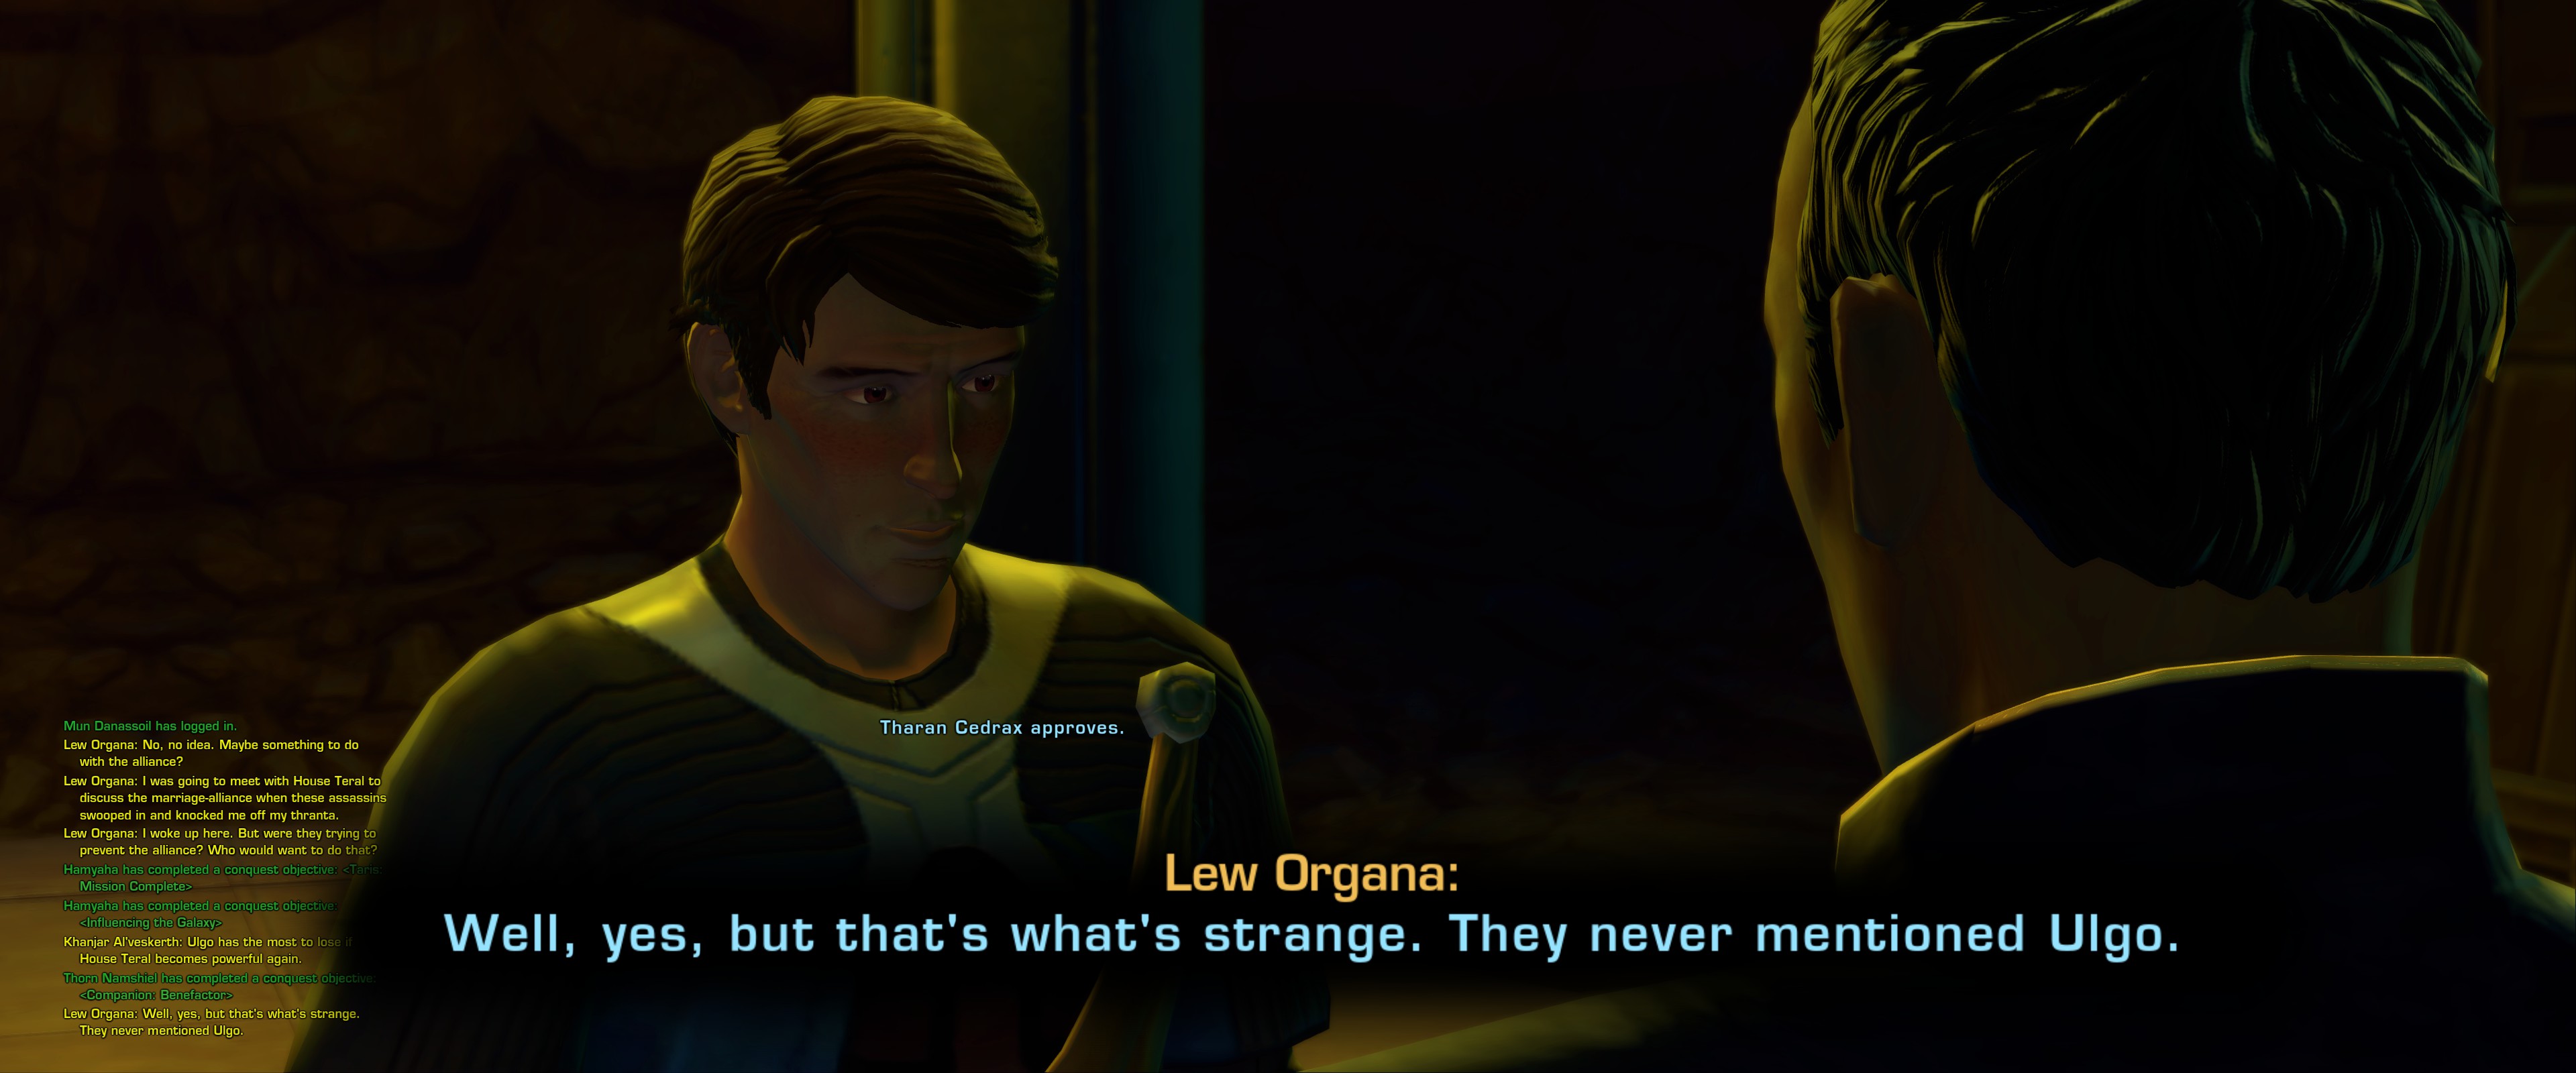 Tharan Cedrax approves.
Mun Danassoil has logged in.
Lew Organa: No, no idea. Maybe something to do
with the alliance?
Lew Organa: I was going to meet with House Teral to
discuss the marriage-alliance when these assassins
swooped in and knocked me off my thranta.
Lew Organa: I woke up here. But were they trying to
prevent the alliance? Who would want to do that?
Hamyaha has completed a conquest objective: <Taris:
Mission Complete>
Hamyaha has completed a conquest objective:
<Influencing the Galaxy>
Khanjar Al'veskerth: Ulgo has the most to lose if
House Teral becomes powerful again.
Thorn Namshiel has completed a conquest objective:
<Companion: Benefactor>
Lew Organa: Well, yes, but that's what's strange.
They never mentioned Ulgo.
Lew Organa:
Well, yes, but that's what's strange. They never mentioned Ulgo.